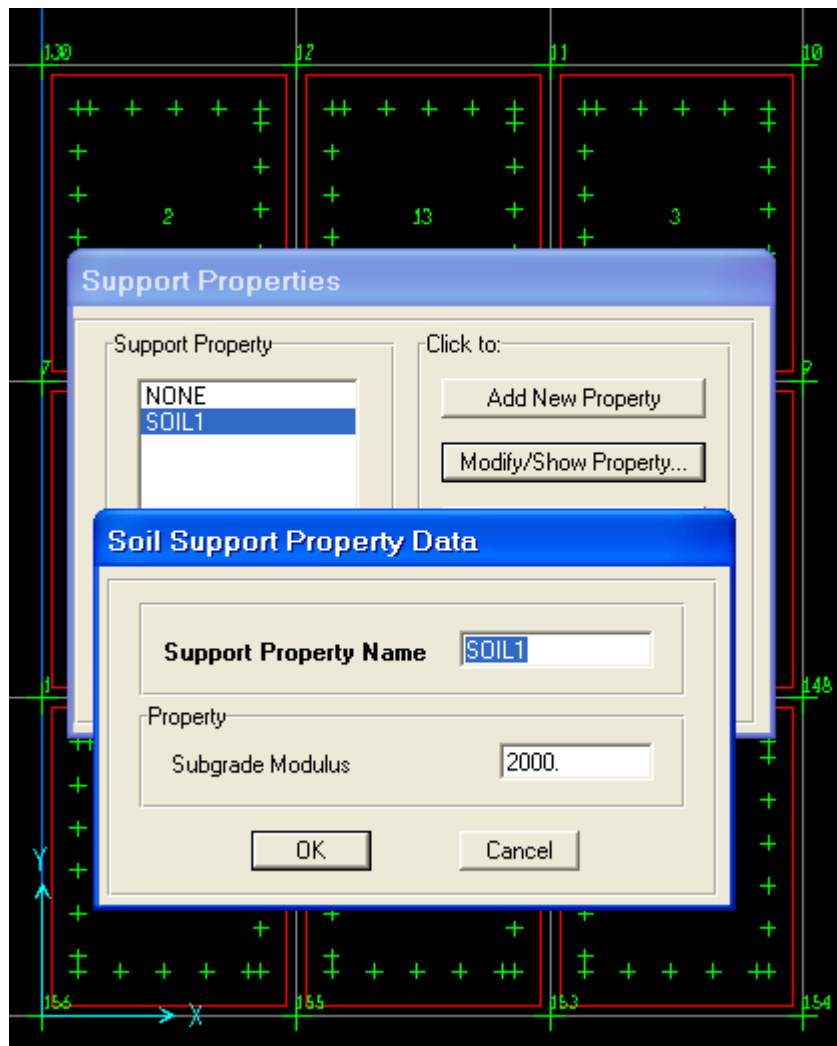 130 12 11 10
2 13 3
Support Properties
Support Property
Click to:
7 9
NONE
SOIL1
Add New Property
Modify/Show Property...
Soil Support Property Data
Support Property Name SOIL1
1 148
Property
Subgrade Modulus 2000.
OK Cancel
Y
156 155 153 154
X